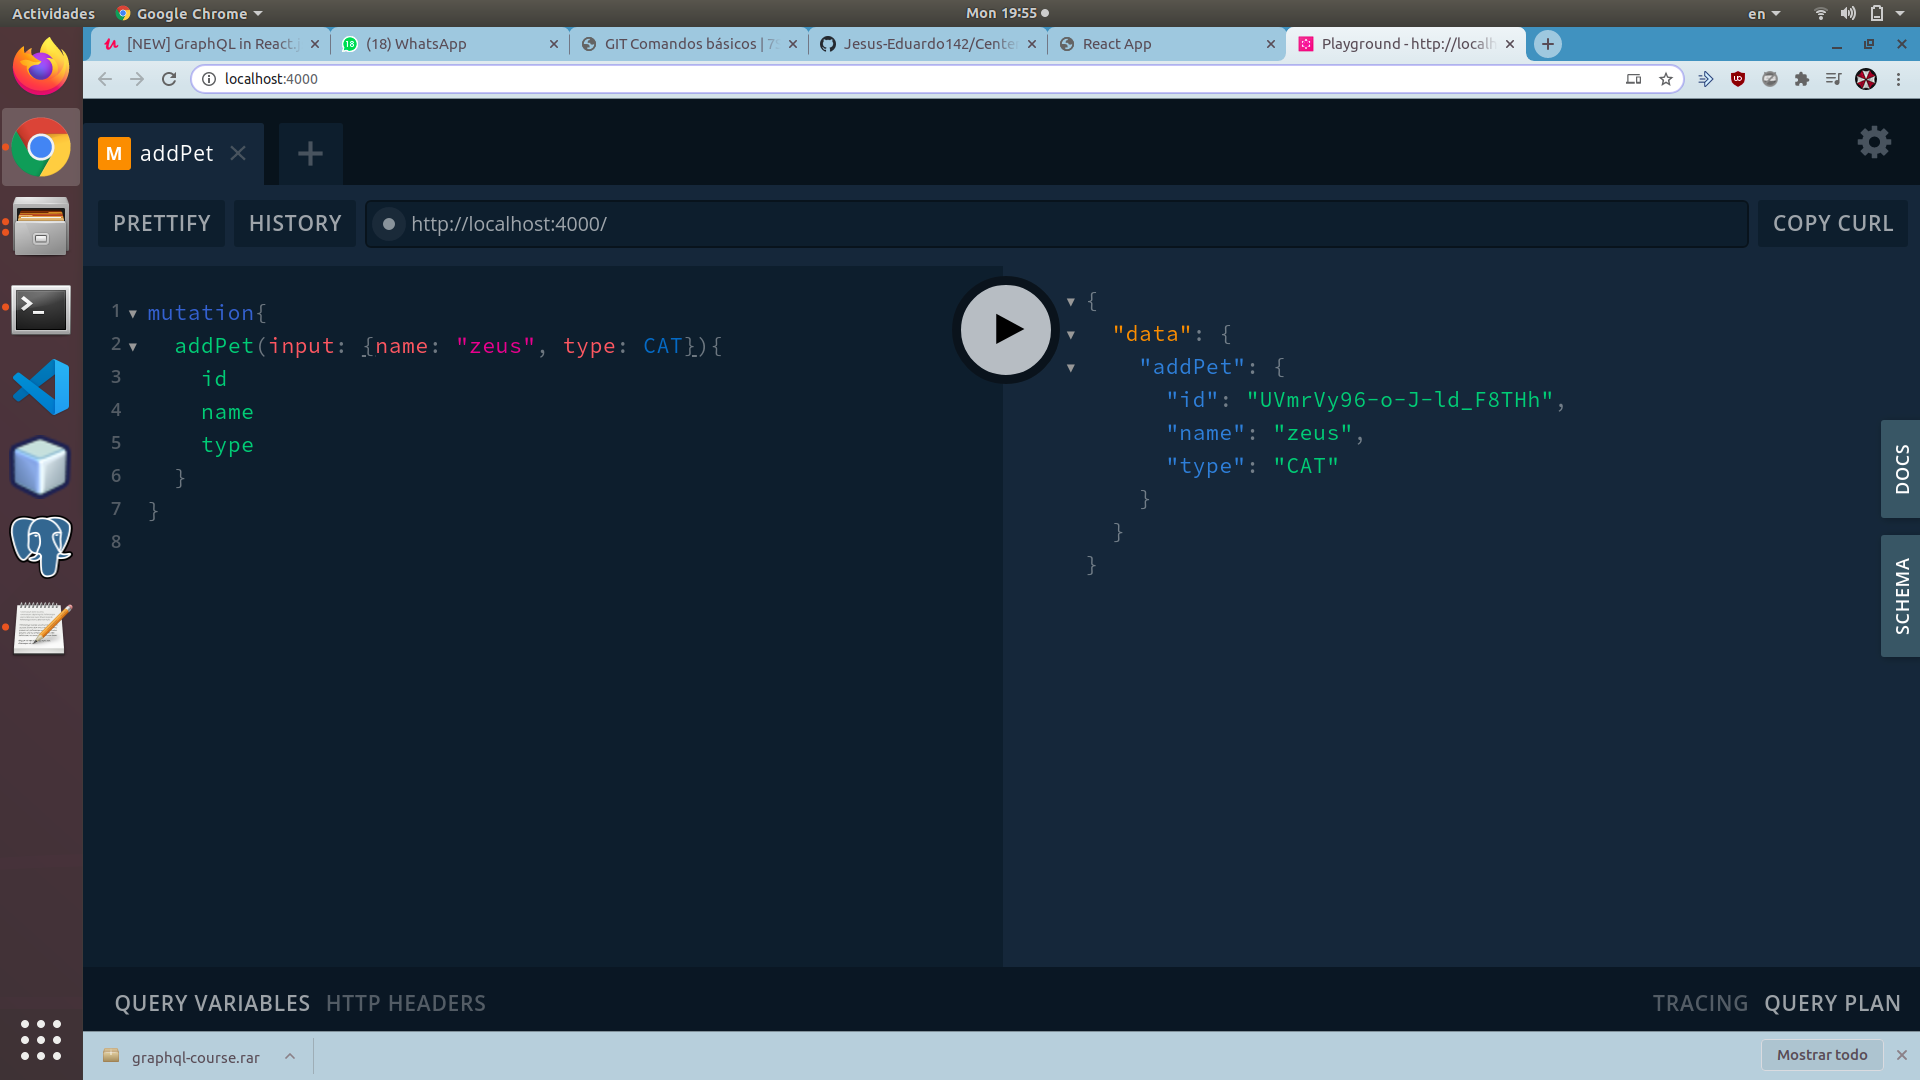 Actividades Google Chrome Mon 19:55 en
[NEW] GraphQL in React.j (18) WhatsApp GIT Comandos básicos | 7S Jesus-Eduardo142/Cente React App Playground - http://localh
localhost:4000
M addPet
PRETTIFY HISTORY http://localhost:4000/ COPY CURL
1 mutation{
2 addPet(input: {name: "zeus", type: CAT}){
3 id
4 name
5 type
6 }
7 }
8
{
"data": {
"addPet": {
"id": "UVmrVy96-o-J-ld_F8THh",
"name": "zeus",
"type": "CAT"
}
}
}
DOCS
SCHEMA
QUERY VARIABLES HTTP HEADERS TRACING QUERY PLAN
graphql-course.rar Mostrar todo